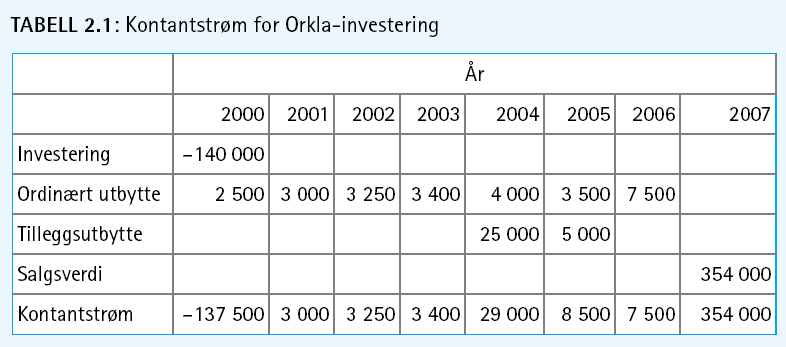 TABELL 2.1: Kontantstrøm for Orkla-investering
År
2000 2001 2002 2003 2004 2005 2006 2007
Investering −140 000
Ordinært utbytte 2 500 3 000 3 250 3 400 4 000 3 500 7 500
Tilleggsutbytte 25 000 5 000
Salgsverdi 354 000
Kontantstrøm −137 500 3 000 3 250 3 400 29 000 8 500 7 500 354 000